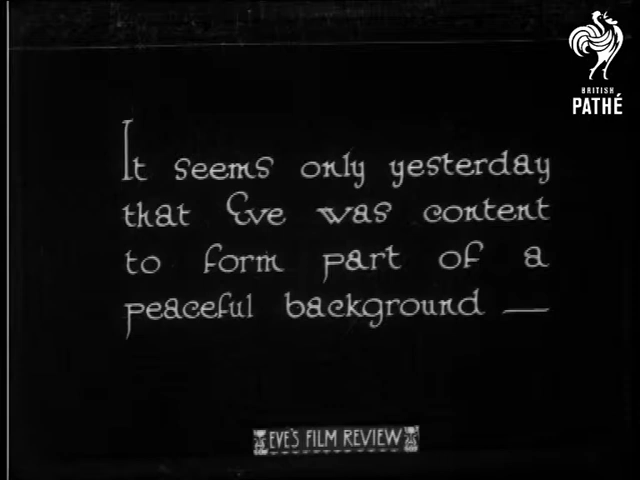 BRITISH
PATHÉ
It seems only yesterday
that Eve was content
to form part of a
peaceful background —
EVE'S FILM REVIEW